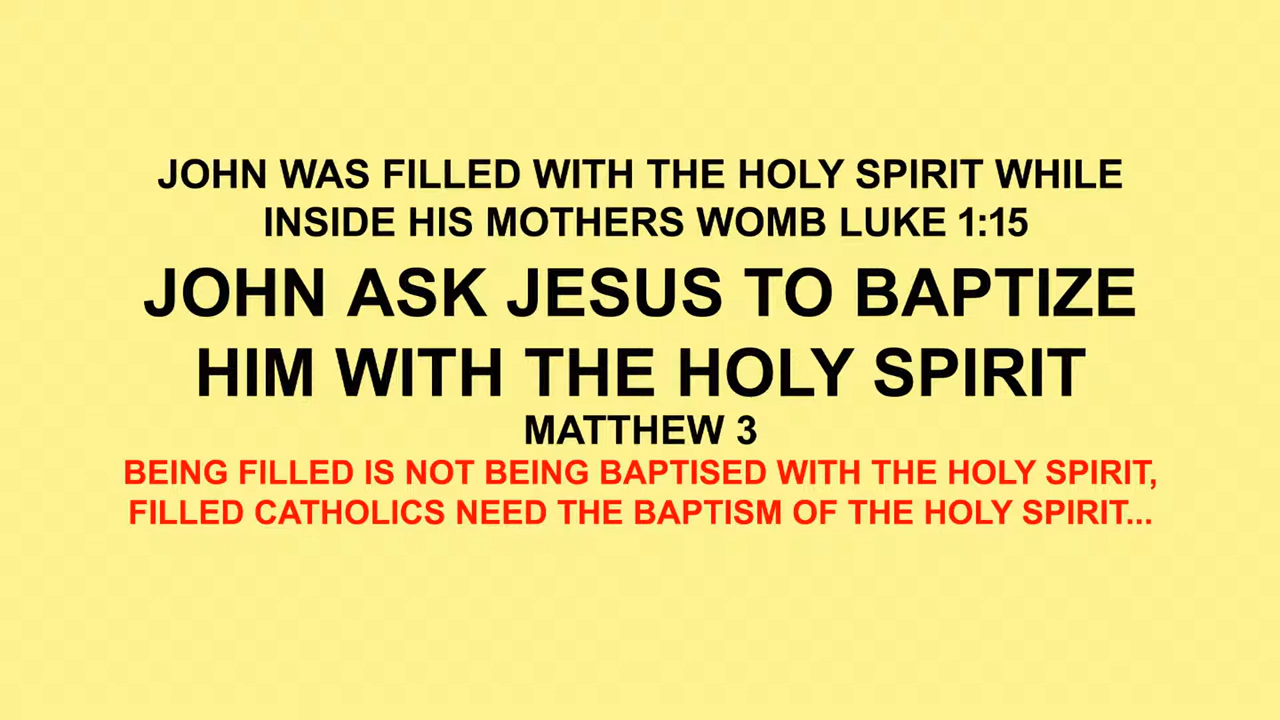 JOHN WAS FILLED WITH THE HOLY SPIRIT WHILE
INSIDE HIS MOTHERS WOMB LUKE 1:15
JOHN ASK JESUS TO BAPTIZE
HIM WITH THE HOLY SPIRIT
MATTHEW 3
BEING FILLED IS NOT BEING BAPTISED WITH THE HOLY SPIRIT,
FILLED CATHOLICS NEED THE BAPTISM OF THE HOLY SPIRIT...